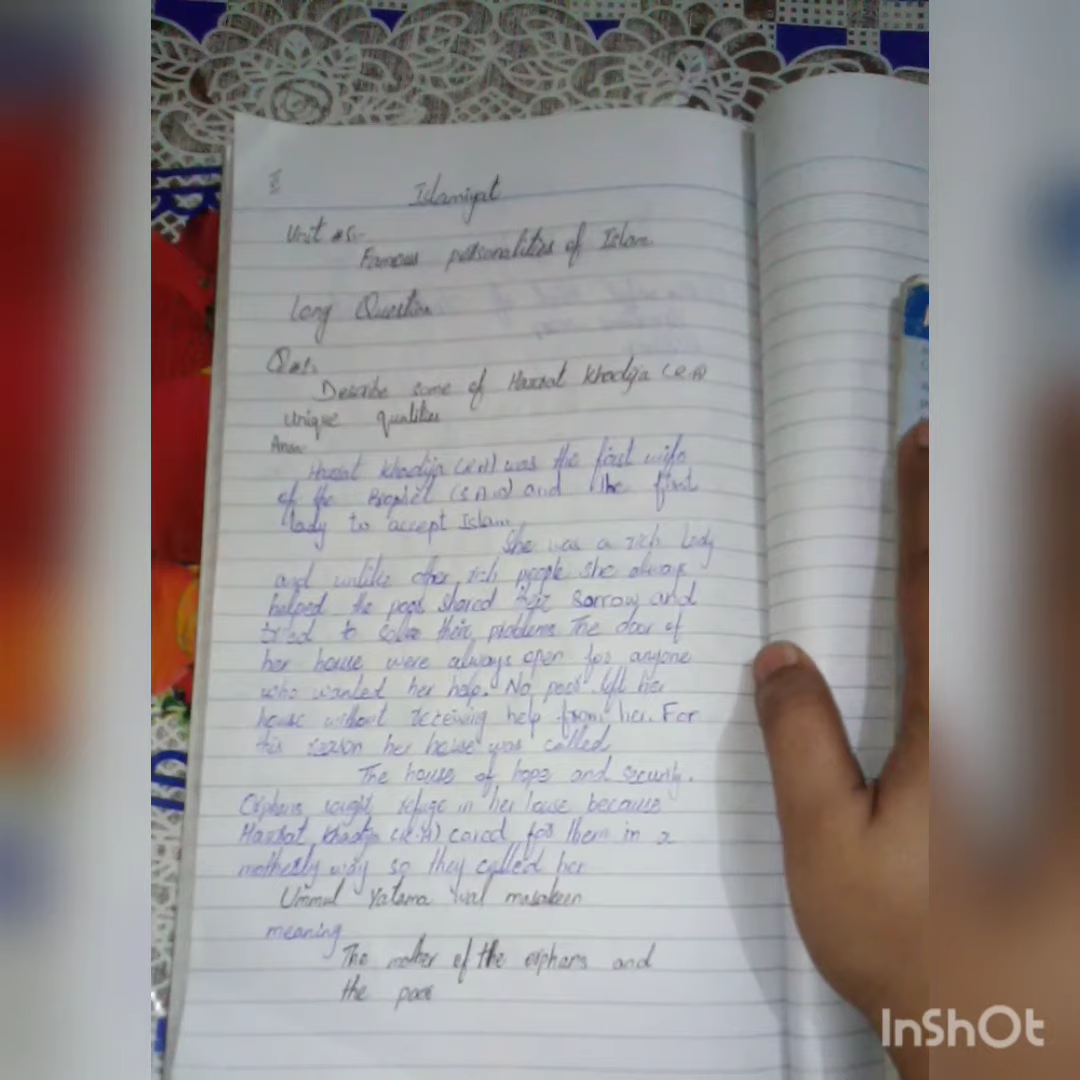 Islamiyat
Unit #5:-
Famous personalities of Islam
Long Question
Q#1:
Describe some of Hazrat Khadija (R.A)
unique qualities
Ans:
Hazrat Khadija (R.A) was the first wife
of the Prophet (S.A.W) and the first
lady to accept Islam.
She was a rich lady
and unlike other rich people she always
helped the poor shared their sorrow and
tried to solve their problems The door of
her house were always open for anyone
who wanted her help. No poor left her
house without receiving help from her. For
this reason her house was called
The house of hope and security.
Orphans sought refuge in her house because
Hazrat Khadija (R.A) cared for them in a
motherly way so they called her
Ummul Yatama wal masakeen
meaning
The mother of the orphans and
the poor
InShOt